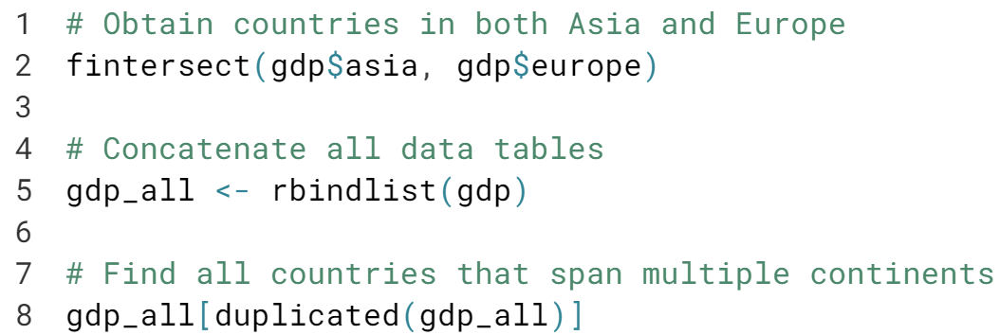 1 # Obtain countries in both Asia and Europe
2 fintersect(gdp$asia, gdp$europe)
3
4 # Concatenate all data tables
5 gdp_all <- rbindlist(gdp)
6
7 # Find all countries that span multiple continents
8 gdp_all[duplicated(gdp_all)]